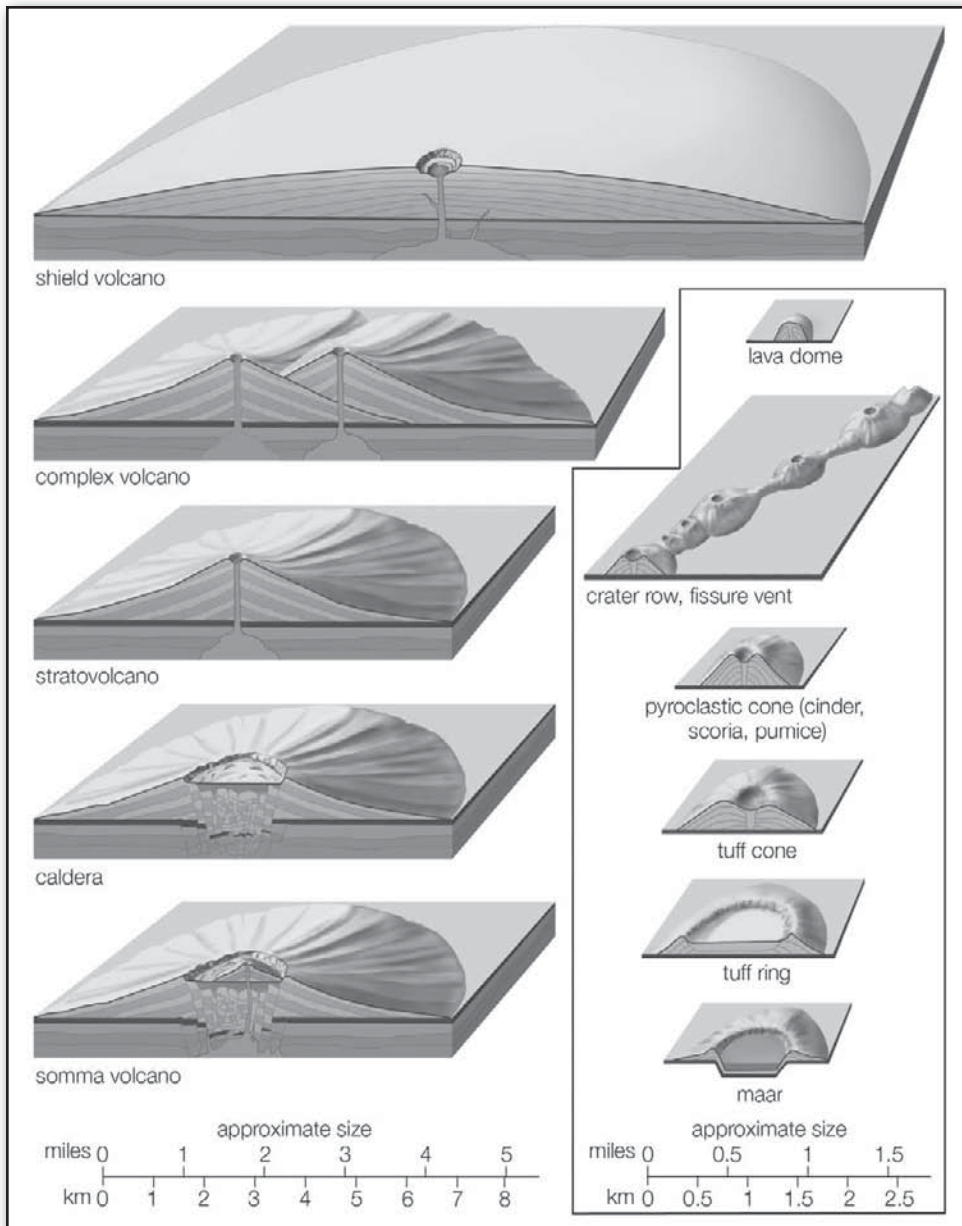 shield volcano
complex volcano
stratovolcano
caldera
somma volcano
approximate size
miles 0 1 2 3 4 5
km 0 1 2 3 4 5 6 7 8
lava dome
crater row, fissure vent
pyroclastic cone (cinder,
scoria, pumice)
tuff cone
tuff ring
maar
approximate size
miles 0 0.5 1 1.5
km 0 0.5 1 1.5 2 2.5